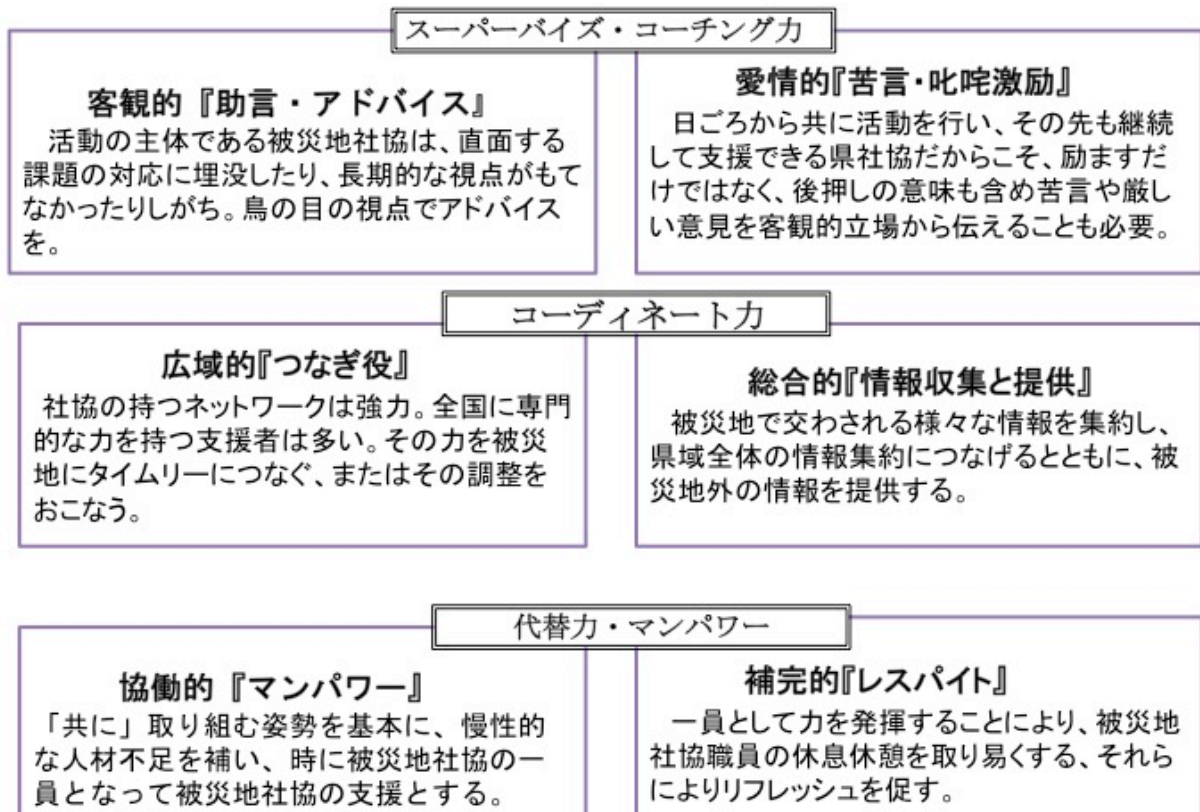 スーパーバイズ・コーチング力
客観的『助言・アドバイス』
活動の主体である被災地社協は、直面する
課題の対応に埋没したり、長期的な視点がもて
なかったりしがち。鳥の目の視点でアドバイス
を。
愛情的『苦言・叱咤激励』
日ごろから共に活動を行い、その先も継続
して支援できる県社協だからこそ、励ますだ
けではなく、後押しの意味も含め苦言や厳し
い意見を客観的立場から伝えることも必要。
コーディネート力
広域的『つなぎ役』
社協の持つネットワークは強力。全国に専門
的な力を持つ支援者は多い。その力を被災
地にタイムリーにつなぐ、またはその調整を
おこなう。
総合的『情報収集と提供』
被災地で交わされる様々な情報を集約し、
県域全体の情報集約につなげるとともに、被
災地外の情報を提供する。
代替力・マンパワー
協働的『マンパワー』
「共に」取り組む姿勢を基本に、慢性的
な人材不足を補い、時に被災地社協の一
員となって被災地社協の支援とする。
補完的『レスパイト』
一員として力を発揮することにより、被災地
社協職員の休息休憩を取り易くする、それら
によりリフレッシュを促す。